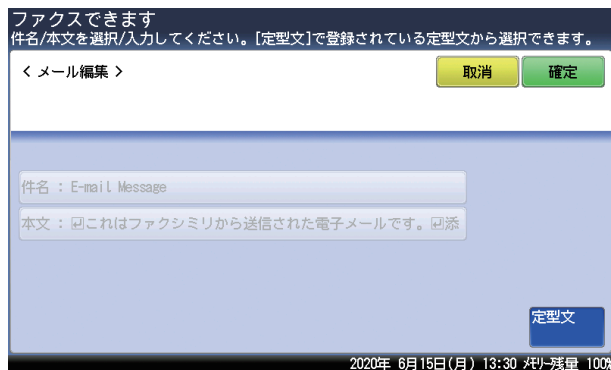 ファクスできます
件名/本文を選択/入力してください。[定型文]で登録されている定型文から選択できます。
< メール編集 >
取消
確定
件名 : E-mail Message
本文 : ↵これはファクシミリから送信された電子メールです。↵添
定型文
2020年 6月15日(月) 13:30 メモリー残量 100%